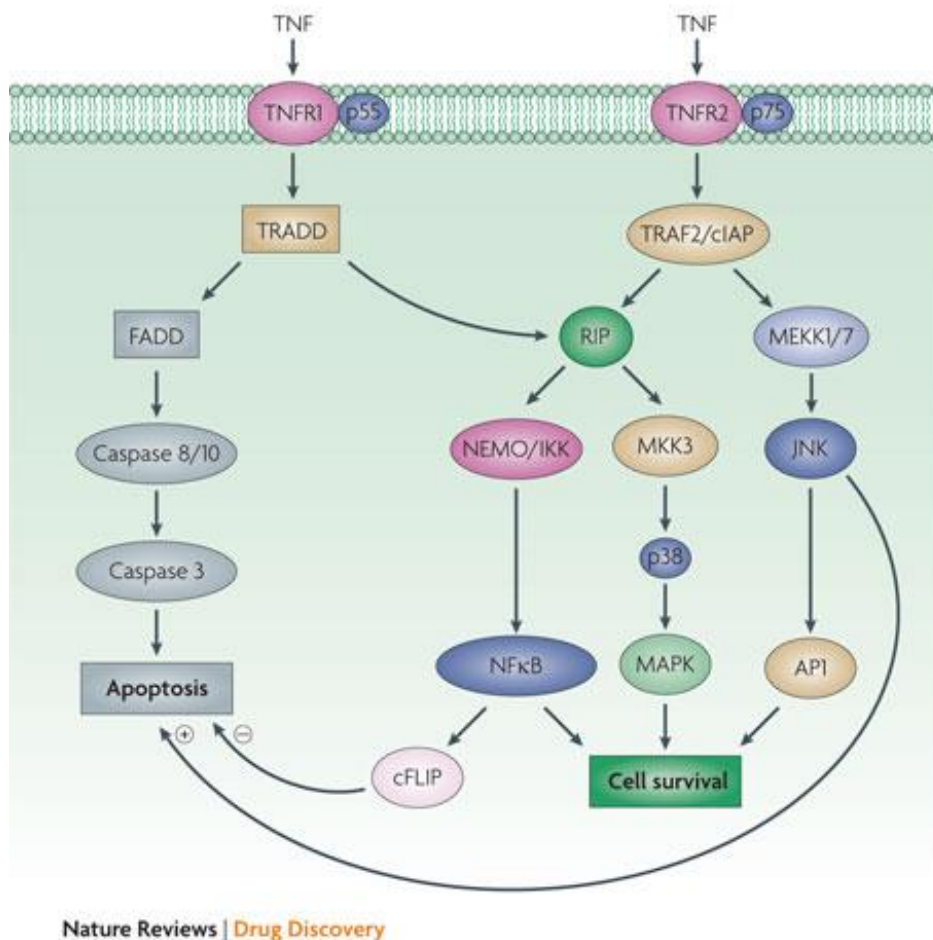 TNF
TNF
TNFR1
p55
TNFR2
p75
TRADD
TRAF2/cIAP
FADD
RIP
MEKK1/7
Caspase 8/10
NEMO/IKK
MKK3
JNK
Caspase 3
p38
Apoptosis
NFκB
MAPK
AP1
+
−
cFLIP
Cell survival
Nature Reviews | Drug Discovery